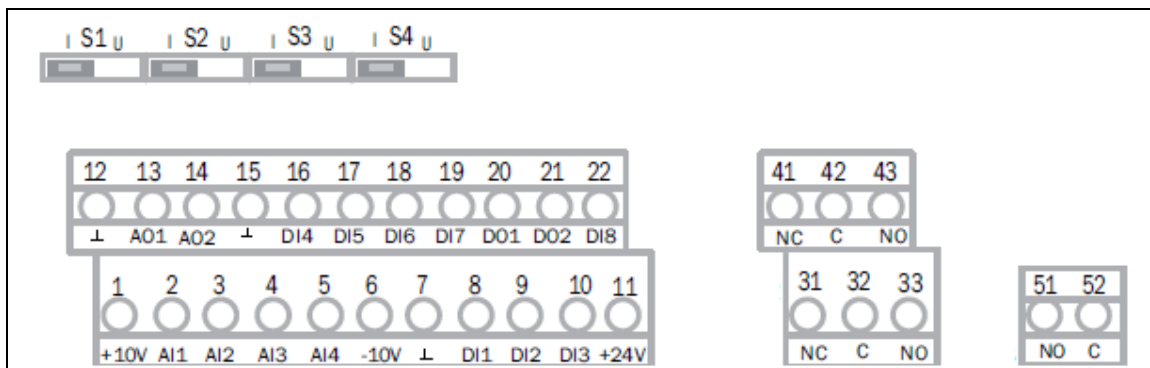 I S1 U I S2 U I S3 U I S4 U
12 13 14 15 16 17 18 19 20 21 22
⊥ AO1 AO2 ⊥ DI4 DI5 DI6 DI7 DO1 DO2 DI8
41 42 43
NC C NO
1 2 3 4 5 6 7 8 9 10 11
+10V AI1 AI2 AI3 AI4 -10V ⊥ DI1 DI2 DI3 +24V
31 32 33
NC C NO
51 52
NO C